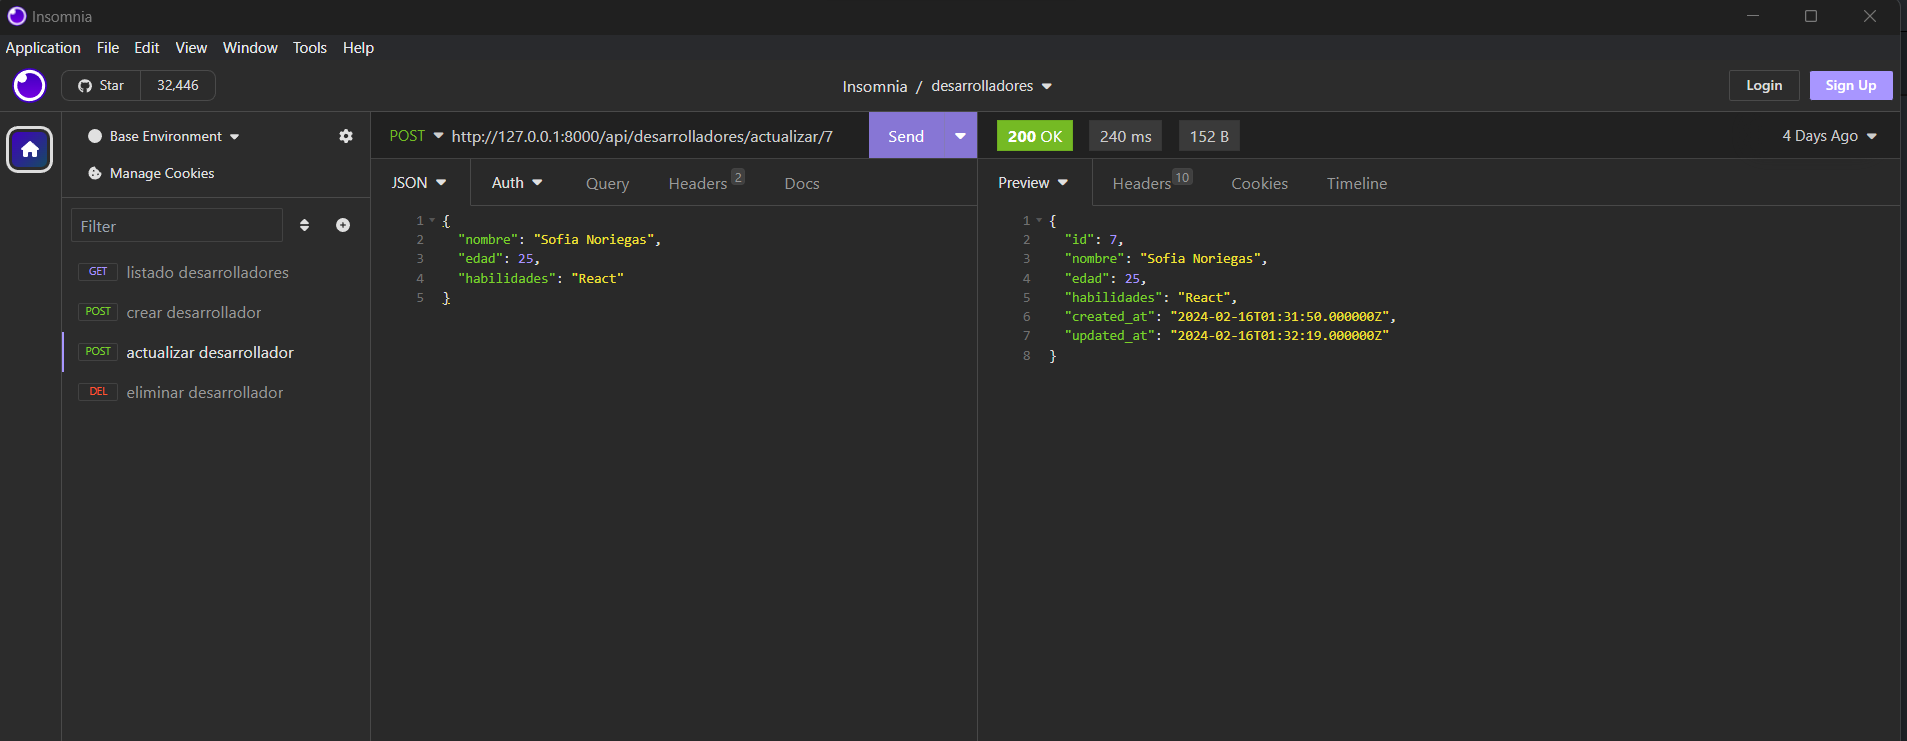 Insomnia
Application File Edit View Window Tools Help
Star 32,446
Insomnia / desarrolladores
Login Sign Up
Base Environment
Manage Cookies
Filter
GET listado desarrolladores
POST crear desarrollador
POST actualizar desarrollador
DEL eliminar desarrollador
POST http://127.0.0.1:8000/api/desarrolladores/actualizar/7 Send
JSON Auth Query Headers 2 Docs
1 {
2 "nombre": "Sofia Noriegas",
3 "edad": 25,
4 "habilidades": "React"
5 }
200 OK 240 ms 152 B 4 Days Ago
Preview Headers 10 Cookies Timeline
1 {
2 "id": 7,
3 "nombre": "Sofia Noriegas",
4 "edad": 25,
5 "habilidades": "React",
6 "created_at": "2024-02-16T01:31:50.000000Z",
7 "updated_at": "2024-02-16T01:32:19.000000Z"
8 }